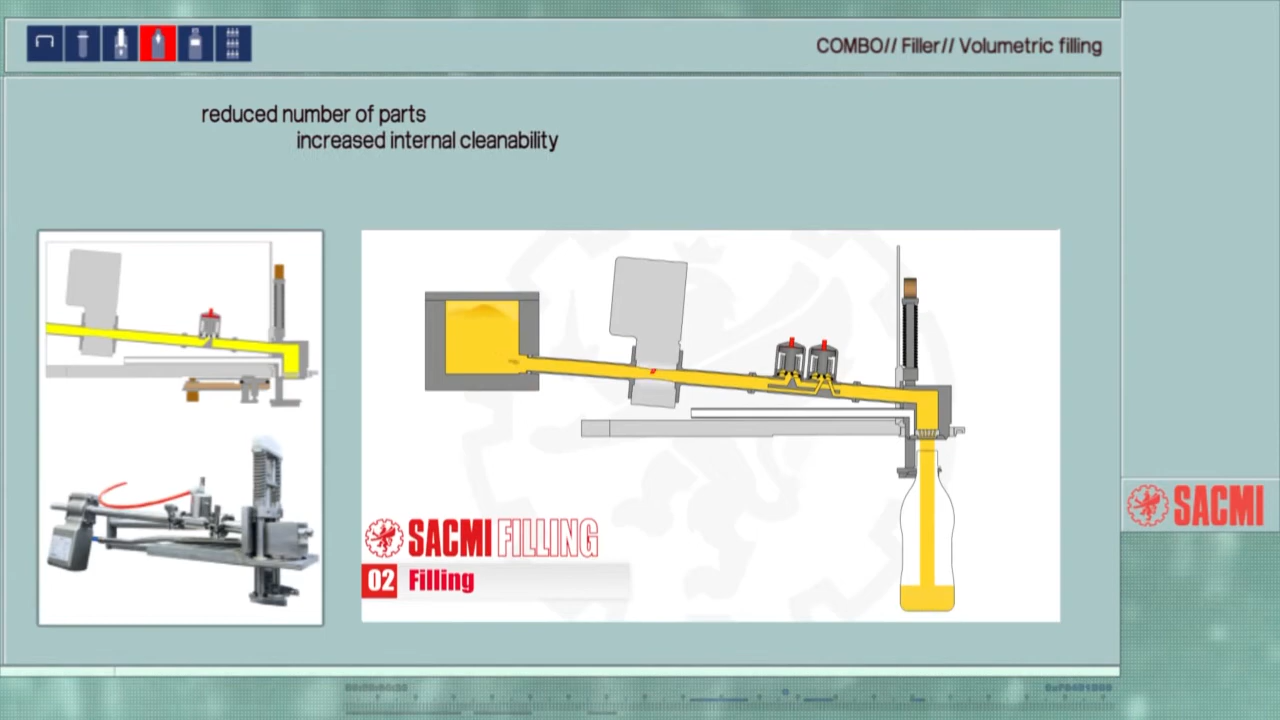 COMBO// Filler// Volumetric filling
reduced number of parts
increased internal cleanability
SACMI FILLING
02 Filling
SACMI